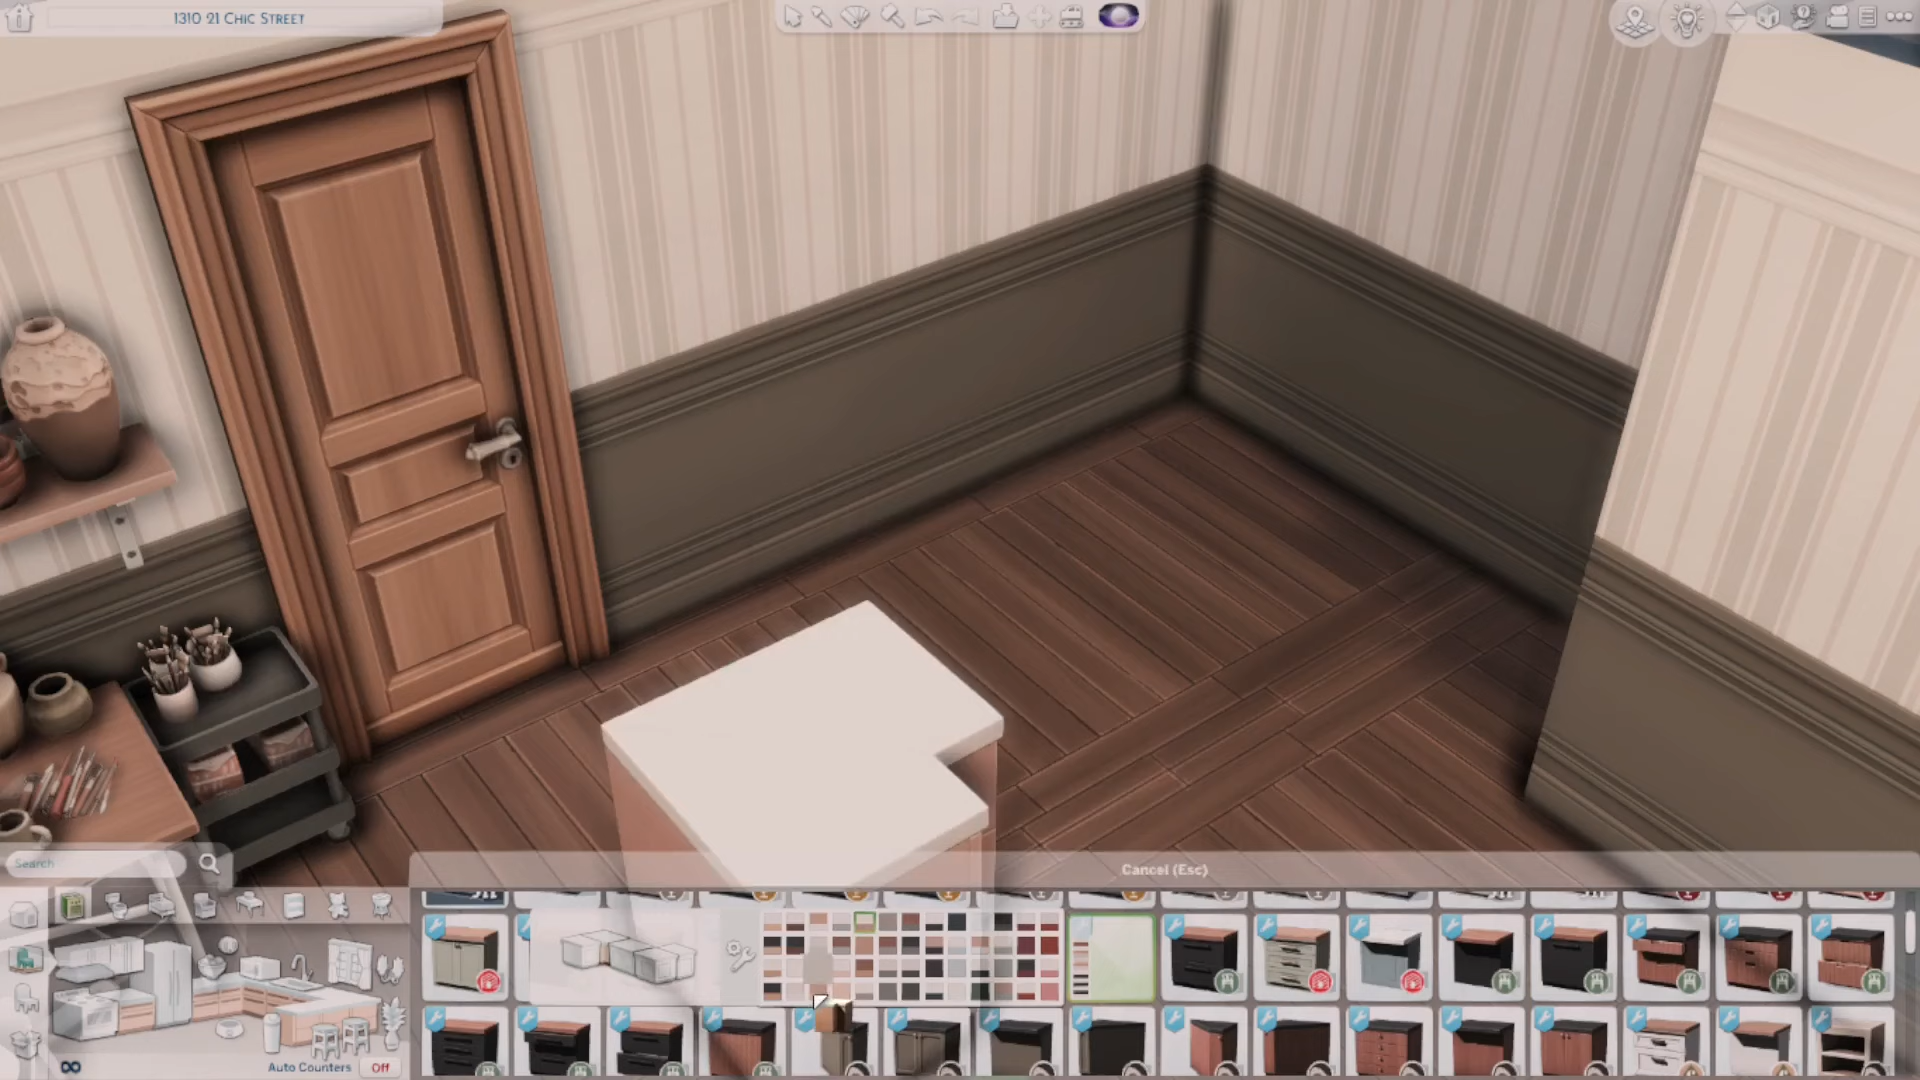 1310 21 CHIC STREET
Search
Cancel (Esc)
Auto Counters
Off